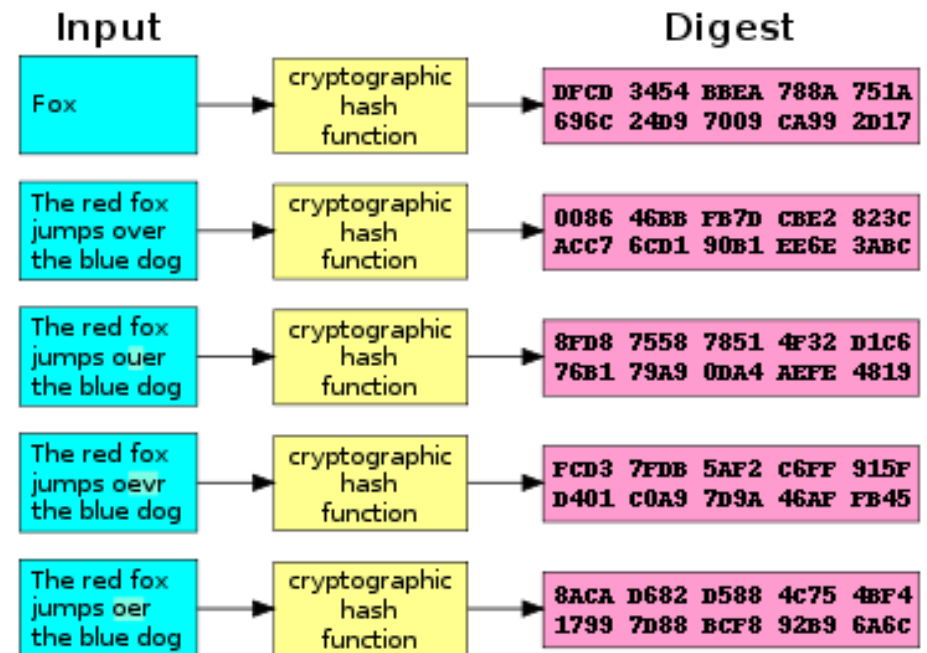 Input
Digest
Fox
cryptographic
hash
function
DFCD 3454 BBEA 788A 751A
696C 24D9 7009 CA99 2D17
The red fox
jumps over
the blue dog
cryptographic
hash
function
0086 46BB FB7D CBE2 823C
ACC7 6CD1 90B1 EE6E 3ABC
The red fox
jumps ouer
the blue dog
cryptographic
hash
function
8FD8 7558 7851 4F32 D1C6
76B1 79A9 0DA4 AEFE 4819
The red fox
jumps oevr
the blue dog
cryptographic
hash
function
FCD3 7FDB 5AF2 C6FF 915F
D401 C0A9 7D9A 46AF FB45
The red fox
jumps oer
the blue dog
cryptographic
hash
function
8ACA D682 D588 4C75 4BF4
1799 7D88 BCF8 92B9 6A6C